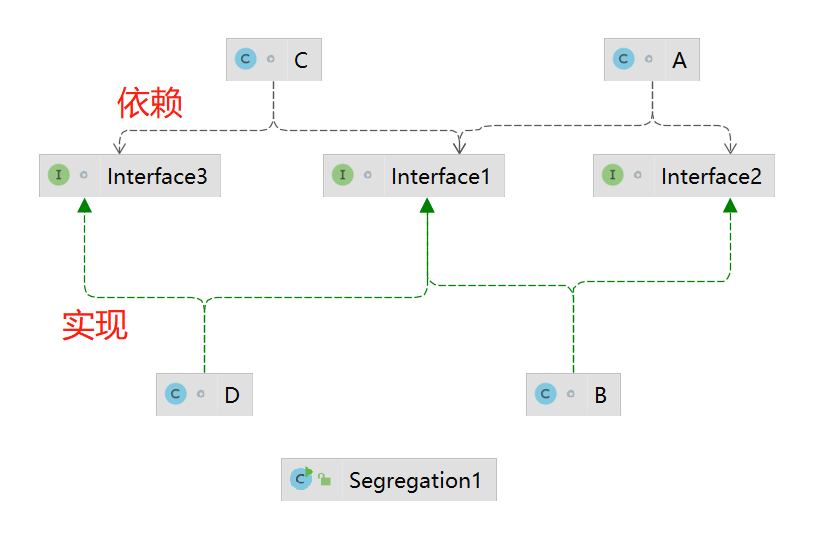 C C
C A
依赖
I Interface3
I Interface1
I Interface2
实现
C D
C B
C Segregation1